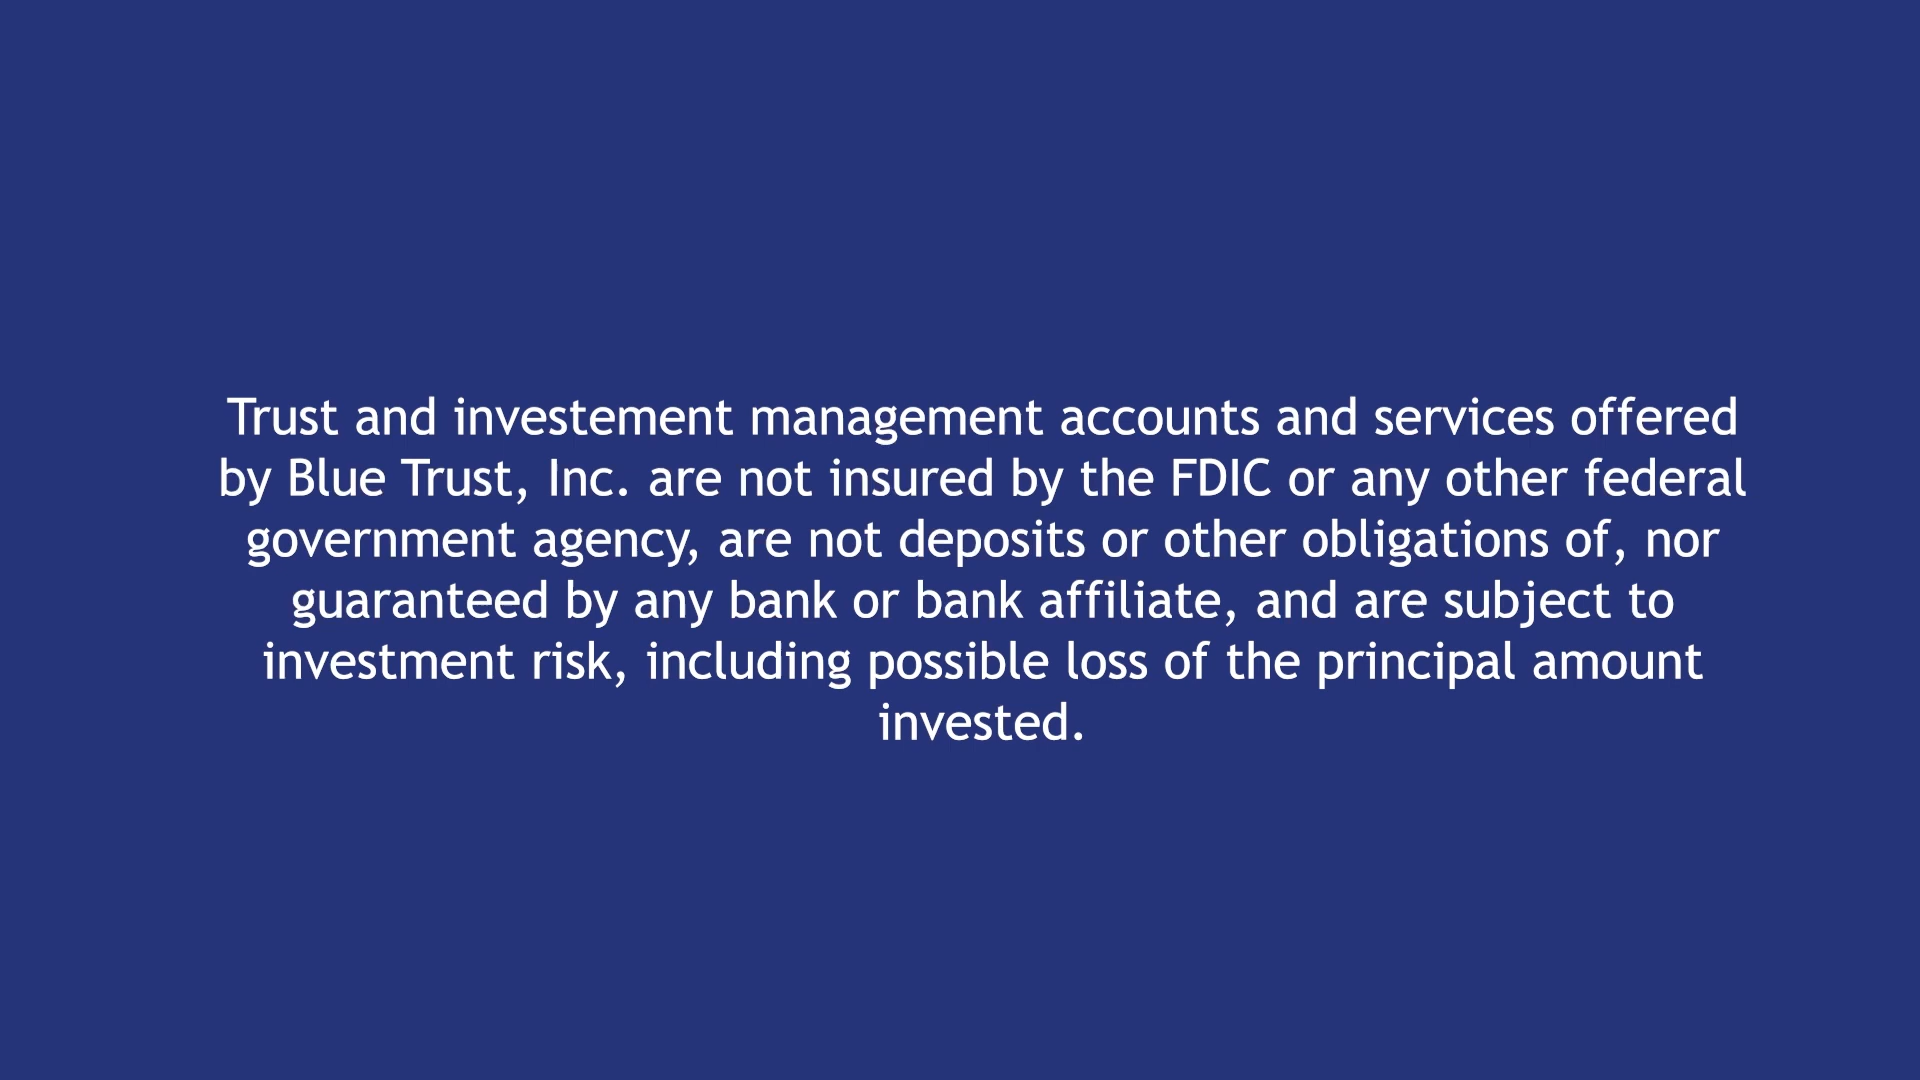 Trust and investement management accounts and services offered
by Blue Trust, Inc. are not insured by the FDIC or any other federal
government agency, are not deposits or other obligations of, nor
guaranteed by any bank or bank affiliate, and are subject to
investment risk, including possible loss of the principal amount
invested.